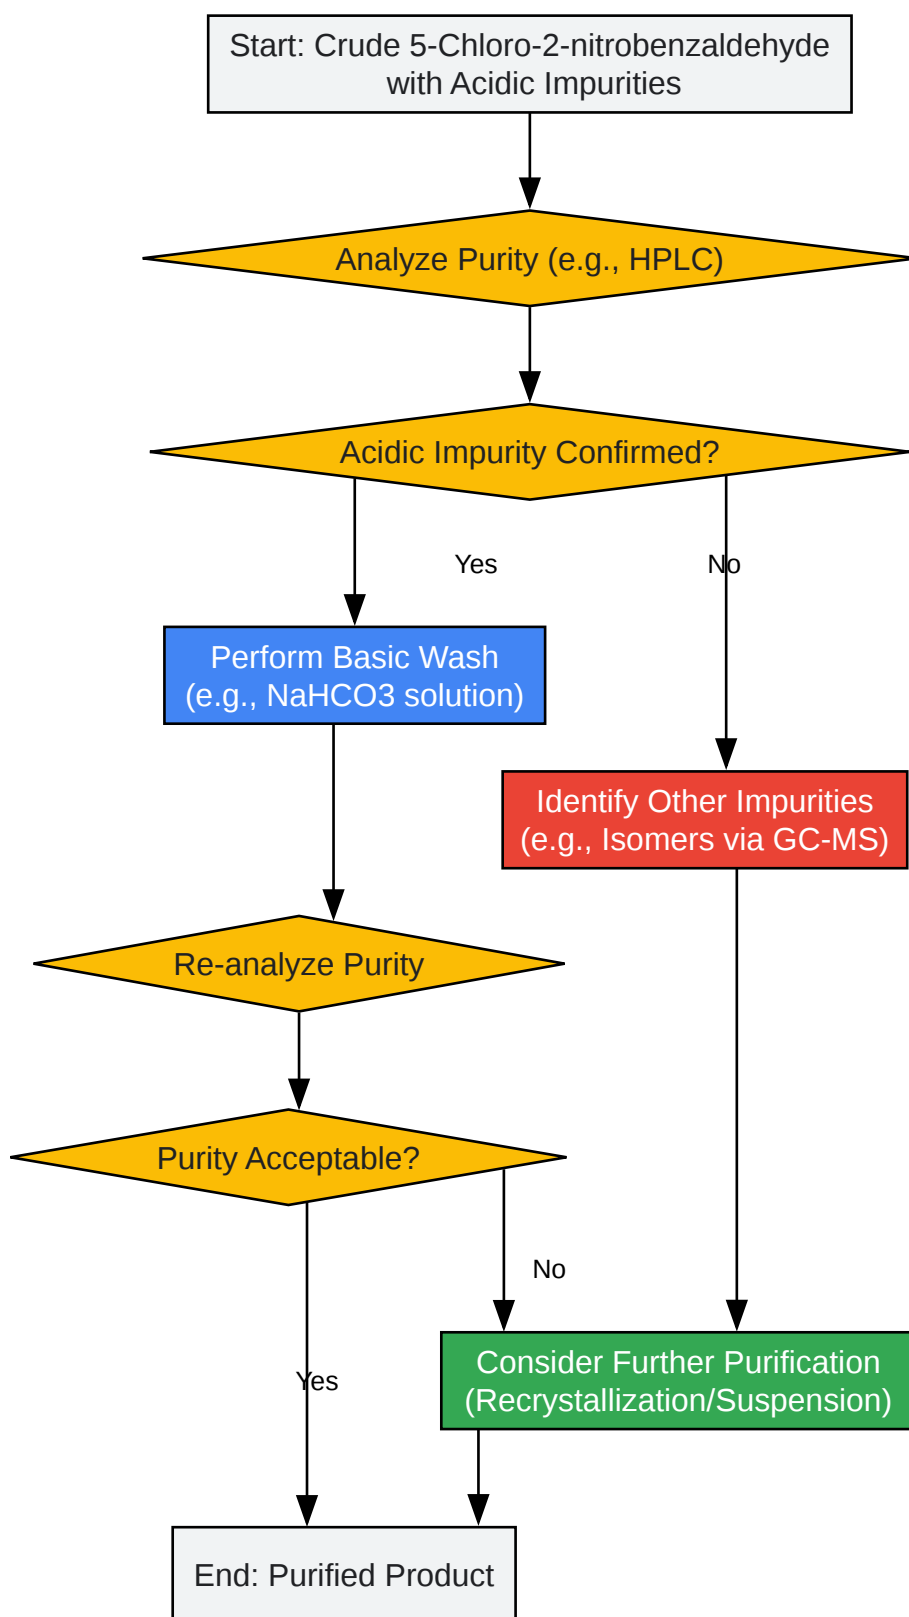 Start: Crude 5-Chloro-2-nitrobenzaldehyde
with Acidic Impurities
Analyze Purity (e.g., HPLC)
Acidic Impurity Confirmed?
Yes
No
Perform Basic Wash
(e.g., NaHCO3 solution)
Identify Other Impurities
(e.g., Isomers via GC-MS)
Re-analyze Purity
Purity Acceptable?
No
Yes
Consider Further Purification
(Recrystallization/Suspension)
End: Purified Product